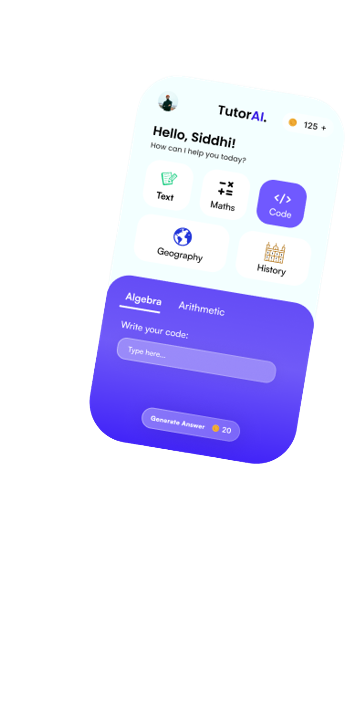 TutorAI.
125 +
Hello, Siddhi!
How can I help you today?
Text
Maths
Code
Geography
History
Algebra
Arithmetic
Write your code:
Type here...
Generate Answer
20